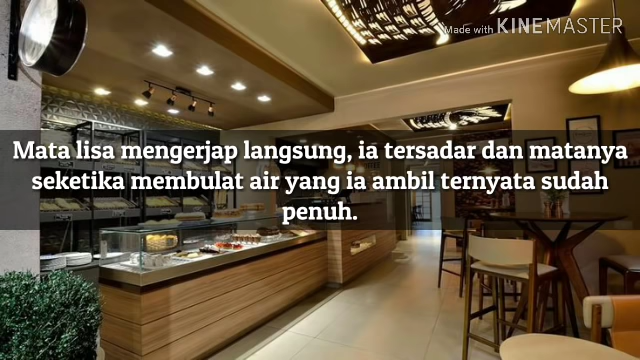 Made with KINEMASTER
Mata lisa mengerjap langsung, ia tersadar dan matanya
seketika membulat air yang ia ambil ternyata sudah
penuh.